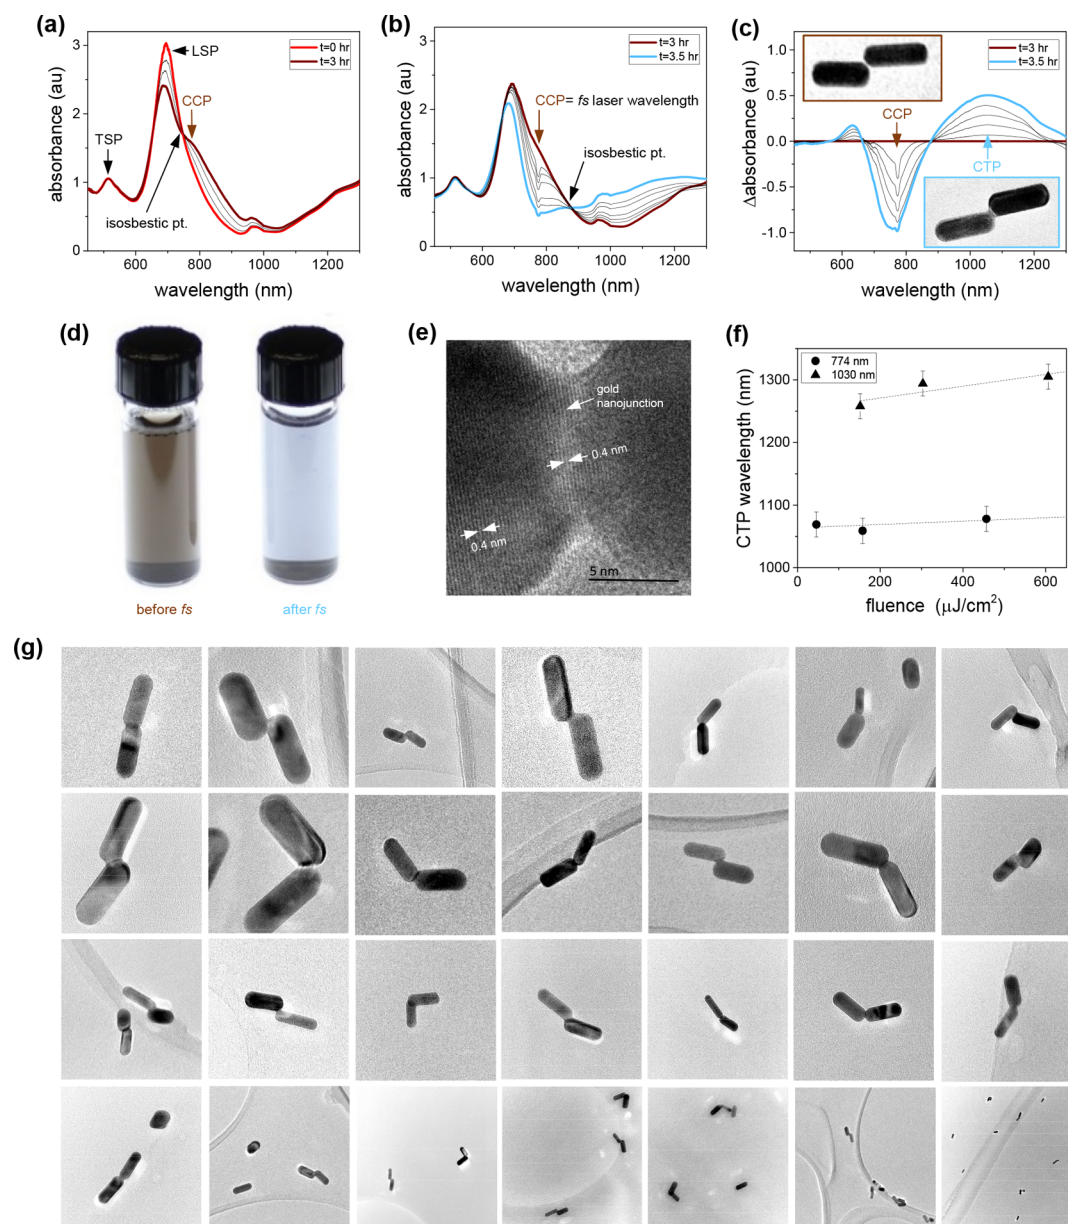 (a)
absorbance (au)
3
2
1
0
t=0 hr
t=3 hr
LSP
CCP
TSP
isosbestic pt.
600
800
1000
1200
wavelength (nm)
(b)
absorbance (au)
4
3
2
1
0
t=3 hr
t=3.5 hr
CCP= fs laser wavelength
isosbestic pt.
600
800
1000
1200
wavelength (nm)
(c)
Δabsorbance (au)
1.0
0.5
0.0
-0.5
-1.0
t=3 hr
t=3.5 hr
CCP
CTP
600
800
1000
1200
wavelength (nm)
(d)
before fs
after fs
(e)
gold
nanojunction
0.4 nm
0.4 nm
5 nm
(f)
CTP wavelength (nm)
1300
1200
1100
1000
774 nm
1030 nm
0
200
400
600
fluence (μJ/cm²)
(g)